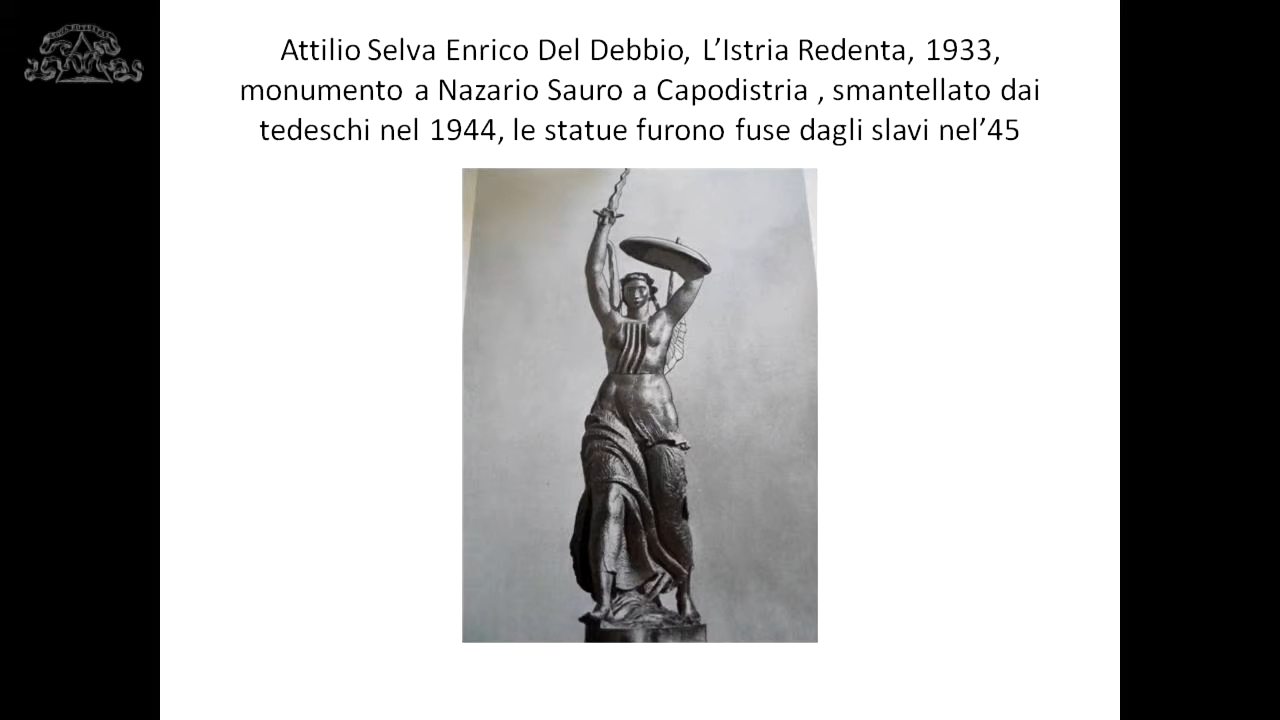 Attilio Selva Enrico Del Debbio, L’Istria Redenta, 1933,
monumento a Nazario Sauro a Capodistria , smantellato dai
tedeschi nel 1944, le statue furono fuse dagli slavi nel’45